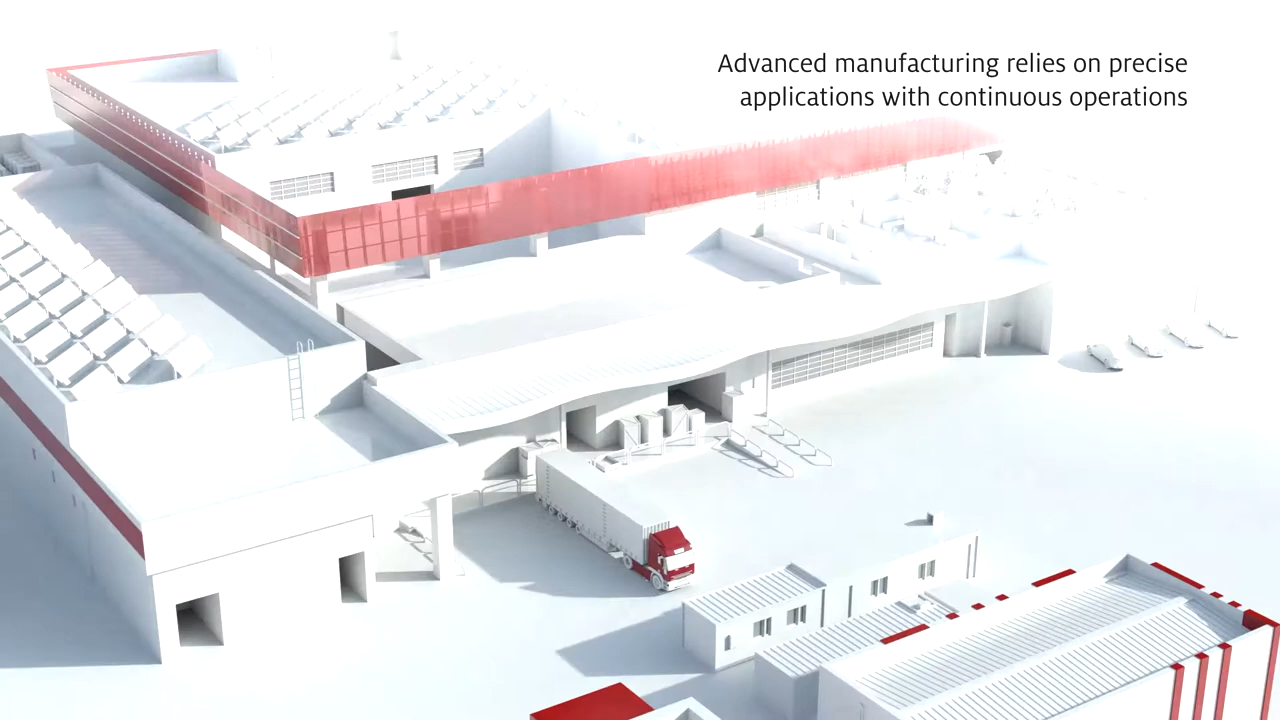 Advanced manufacturing relies on precise
applications with continuous operations